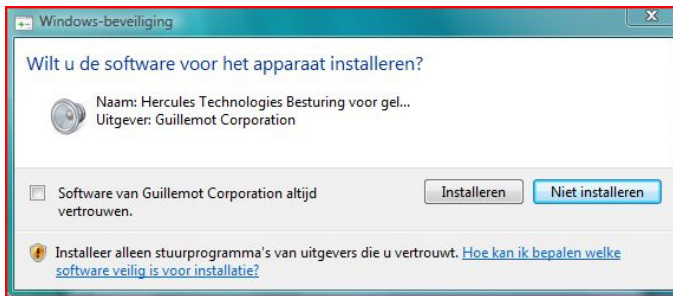 Windows-beveiliging
Wilt u de software voor het apparaat installeren?
Naam: Hercules Technologies Besturing voor gel...
Uitgever: Guillemot Corporation
Software van Guillemot Corporation altijd
vertrouwen.
Installeren
Niet installeren
Installeer alleen stuurprogramma's van uitgevers die u vertrouwt. Hoe kan ik bepalen welke
software veilig is voor installatie?